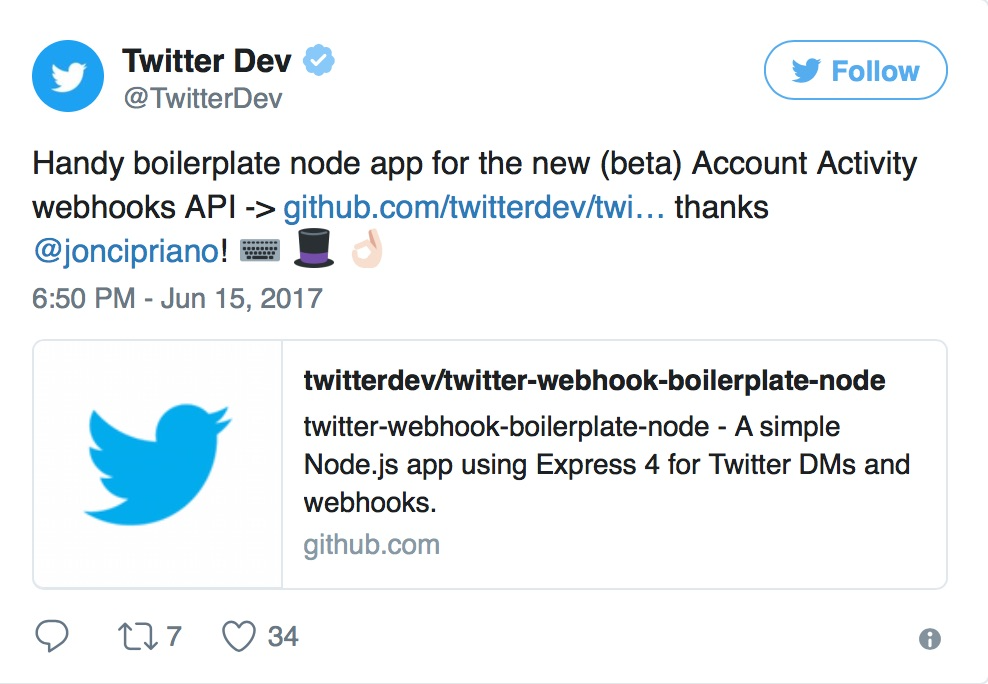 Twitter Dev
@TwitterDev
Follow
Handy boilerplate node app for the new (beta) Account Activity
webhooks API -> github.com/twitterdev/twi… thanks
@joncipriano! ⌨️ 🎩 👌🏻
6:50 PM - Jun 15, 2017
twitterdev/twitter-webhook-boilerplate-node
twitter-webhook-boilerplate-node - A simple
Node.js app using Express 4 for Twitter DMs and
webhooks.
github.com
7 34